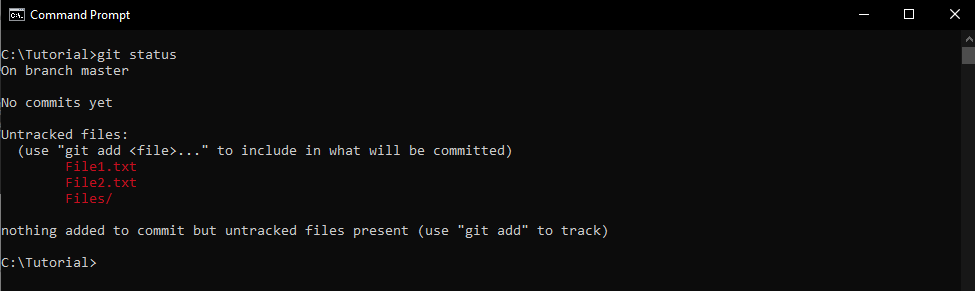 Command Prompt
C:\Tutorial>git status
On branch master
No commits yet
Untracked files:
(use "git add <file>..." to include in what will be committed)
File1.txt
File2.txt
Files/
nothing added to commit but untracked files present (use "git add" to track)
C:\Tutorial>